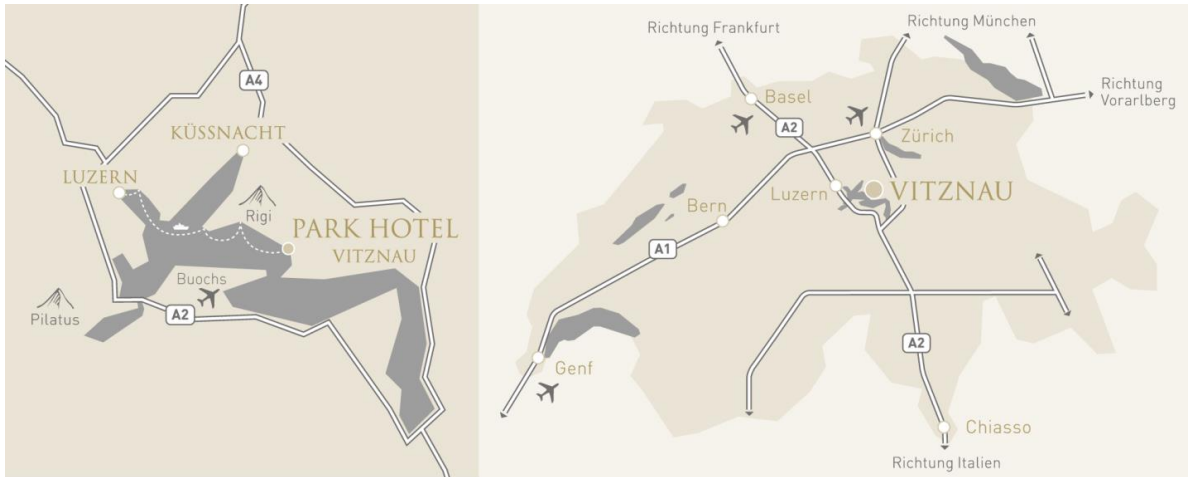 A4
KÜSSNACHT
LUZERN
Rigi
PARK HOTEL
VITZNAU
Buochs
Pilatus
A2
Richtung Frankfurt
Richtung München
Richtung
Vorarlberg
Basel
A2
Zürich
Luzern
VITZNAU
Bern
A1
A2
Genf
Chiasso
Richtung Italien